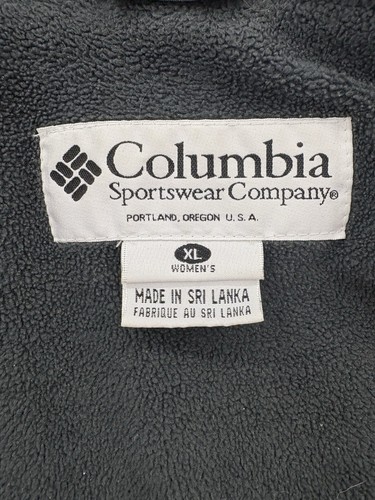 Columbia
Sportswear Company®
PORTLAND, OREGON U.S.A.
XL
WOMEN'S
MADE IN SRI LANKA
FABRIQUE AU SRI LANKA